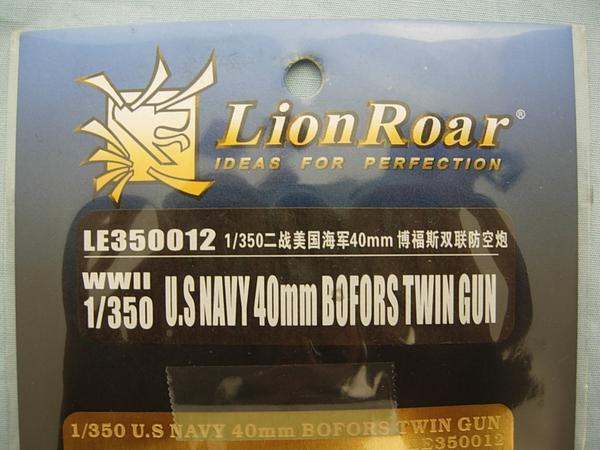 LionRoar®
IDEAS FOR PERFECTION
LE350012 1/350二战美国海军40mm 博福斯双联防空炮
WWII
1/350 U.S NAVY 40mm BOFORS TWIN GUN
1/350 U.S NAVY 40mm BOFORS TWIN GUN
LE350012